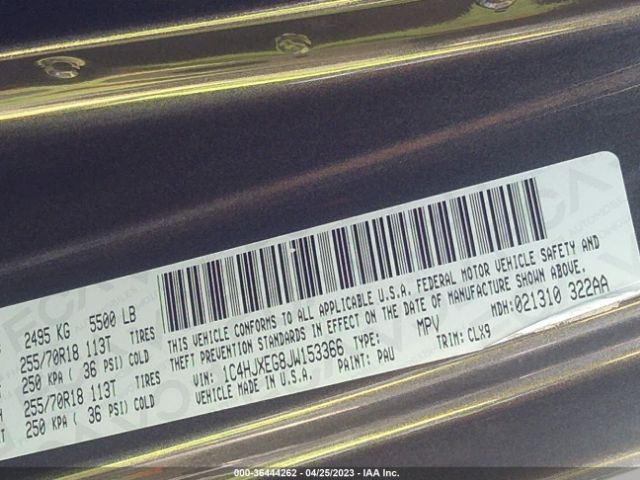 2495 KG 5500 LB
255/70R18 113T TIRES
250 KPA ( 36 PSI) COLD
255/70R18 113T TIRES
250 KPA ( 36 PSI) COLD
THIS VEHICLE CONFORMS TO ALL APPLICABLE U.S.A. FEDERAL MOTOR VEHICLE SAFETY AND
THEFT PREVENTION STANDARDS IN EFFECT ON THE DATE OF MANUFACTURE SHOWN ABOVE.
VIN: 1C4HJXEG8JW153366 TYPE: MPV MDH: 021310 322AA
VEHICLE MADE IN U.S.A. PAINT: PAU TRIM: CLX9
000-36444262 - 04/25/2023 - IAA Inc.